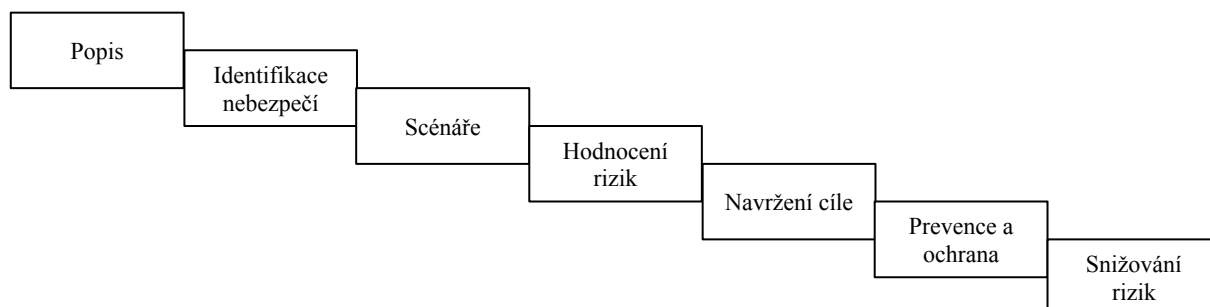 Popis
Identifikace
nebezpečí
Scénáře
Hodnocení
rizik
Navržení cíle
Prevence a
ochrana
Snižování
rizik